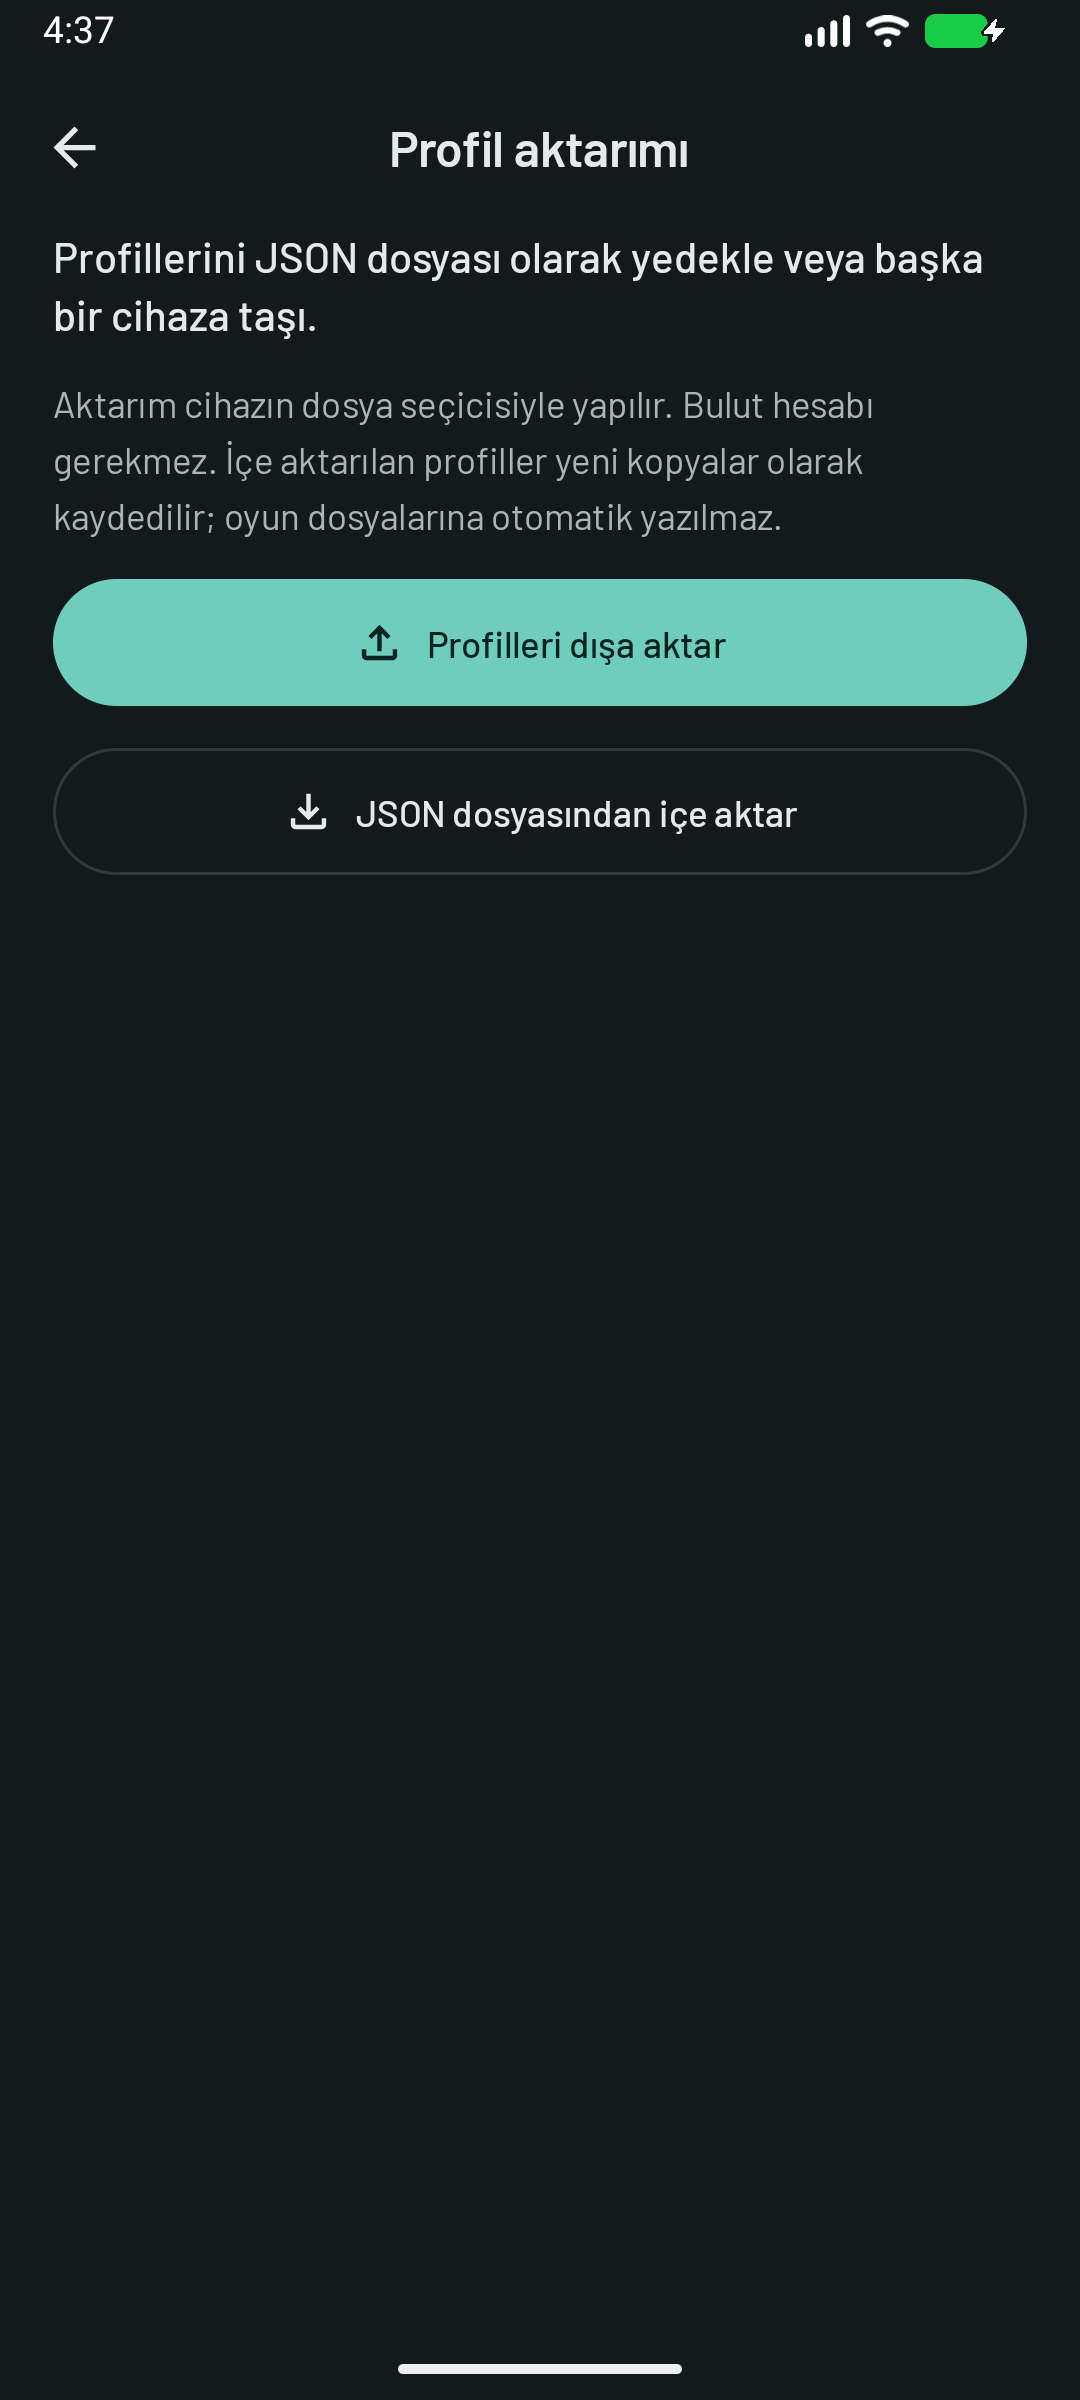 4:37
Profil aktarımı
Profillerini JSON dosyası olarak yedekle veya başka
bir cihaza taşı.
Aktarım cihazın dosya seçicisiyle yapılır. Bulut hesabı
gerekmez. İçe aktarılan profiller yeni kopyalar olarak
kaydedilir; oyun dosyalarına otomatik yazılmaz.
Profilleri dışa aktar
JSON dosyasından içe aktar